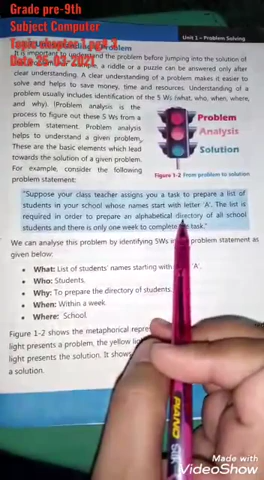 Grade pre-9th
Subject Computer
Topic chapter 1 pg# 3
Date 26-03-2021
Unit 1 - Problem Solving
Problem
It is important to understand the problem before jumping into the solution of
a riddle or a puzzle can be answered only after
clear understanding. A clear understanding of a problem makes it easier to
solve and helps to save money, time and resources. Understanding of a
problem usually includes identification of the 5 Ws (what, who, when, where,
and why). (Problem analysis is the
process to figure out these 5 Ws from a
problem statement. Problem analysis
helps to understand a given problem.
These are the basic elements which lead
towards the solution of a given problem.
For example, consider the following
problem statement:
Problem
Analysis
Solution
Figure 1-2 From problem to solution
"Suppose your class teacher assigns you a task to prepare a list of
students in your school whose names start with letter 'A'. The list is
required in order to prepare an alphabetical directory of all school
students and there is only one week to complete the task."
We can analyse this problem by identifying 5Ws in problem statement as
given below:
• What: List of students' names starting with 'A'.
• Who: Students.
• Why: To prepare the directory of students.
• When: Within a week.
• Where: School.
Figure 1-2 shows the metaphorical repres
light presents a problem, the yellow lig
light presents the solution. It shows
a solution.
PIANO
Made with
VideoShow